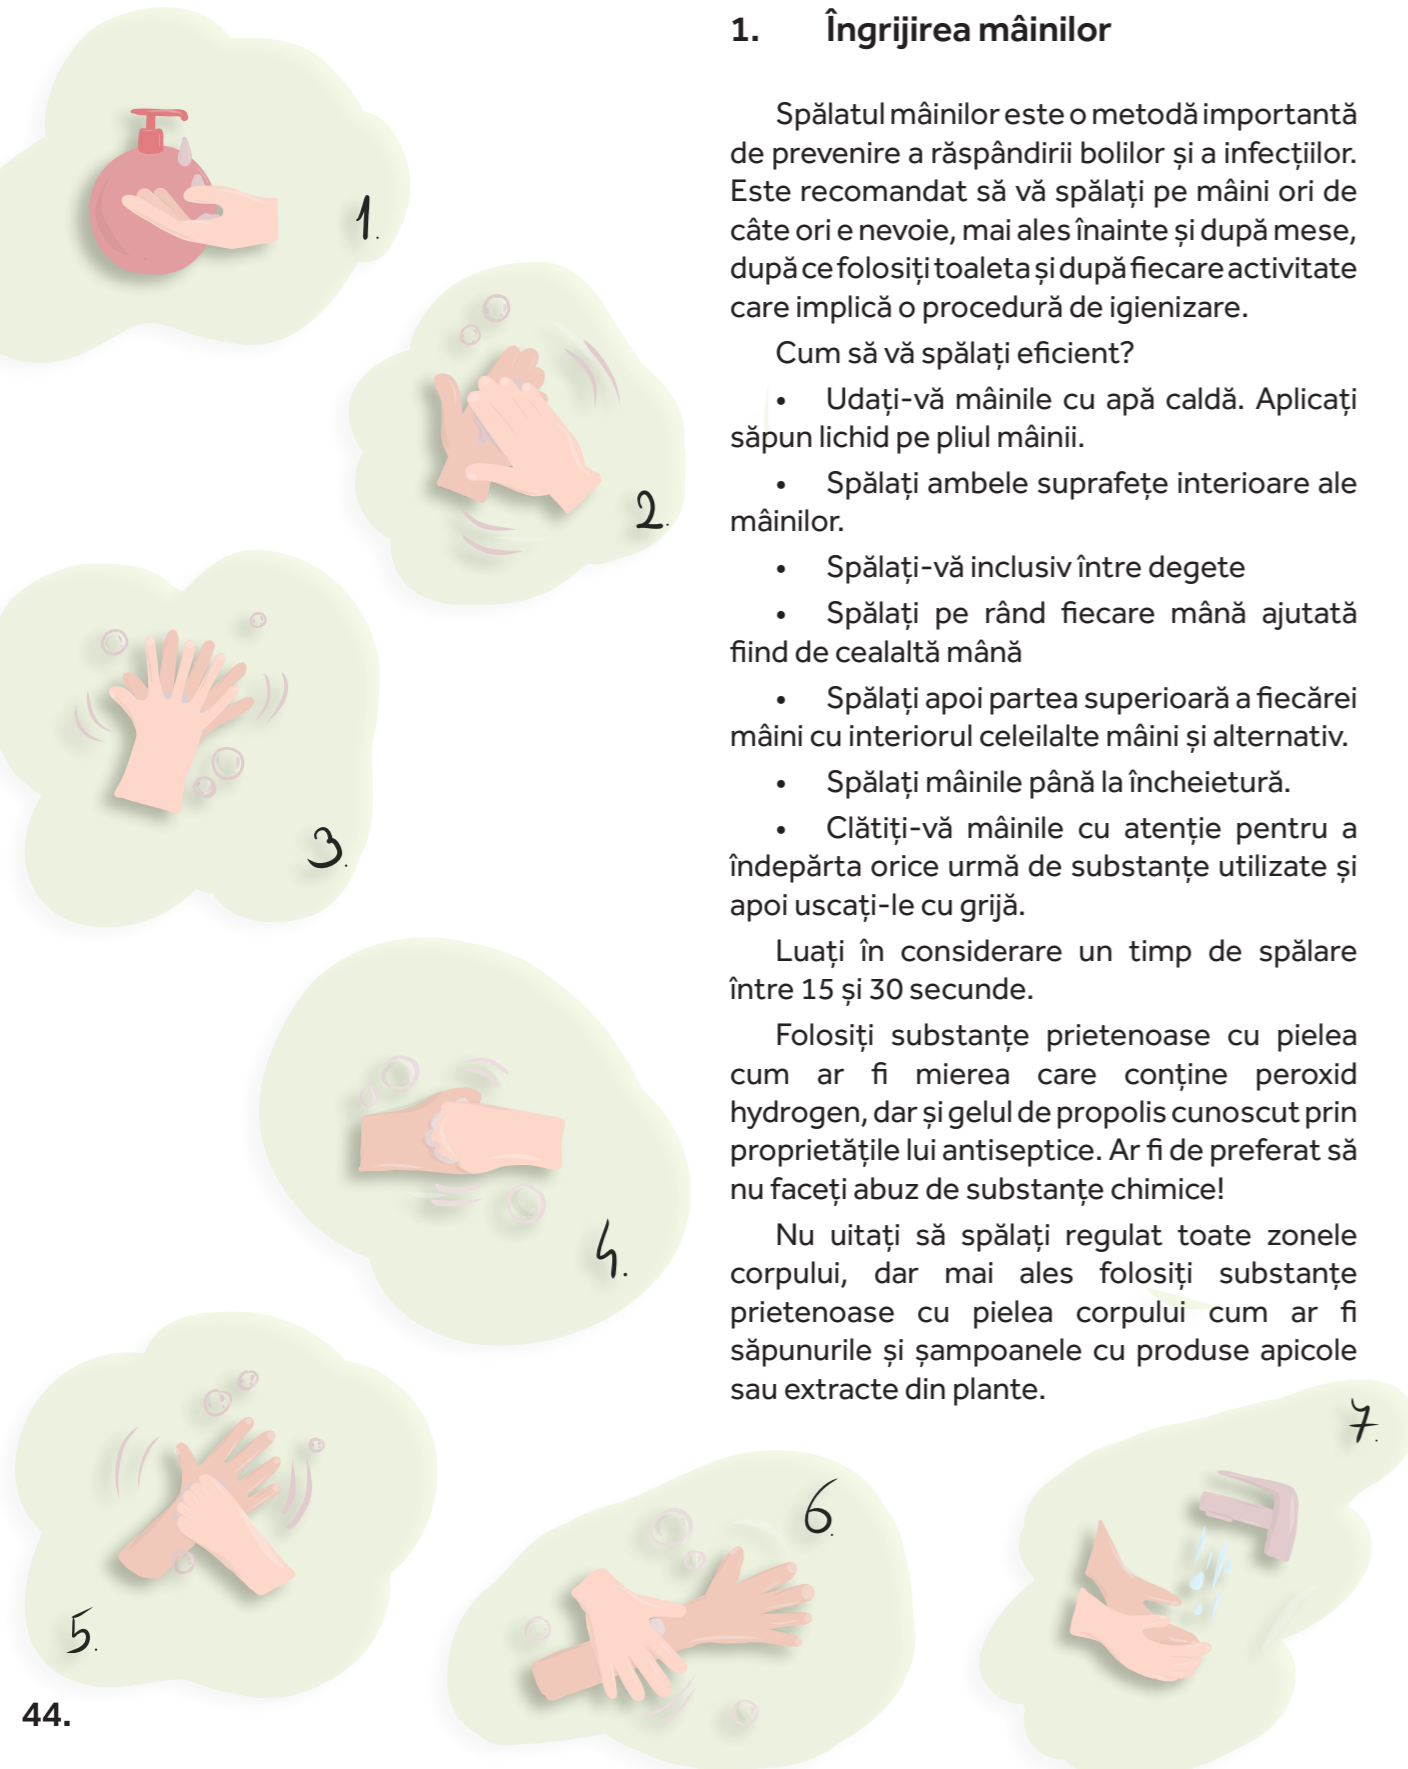 1. Îngrijirea mâinilor
Spălatul mâinilor este o metodă importantă
de prevenire a răspândirii bolilor și a infecțiilor.
Este recomandat să vă spălați pe mâini ori de
câte ori e nevoie, mai ales înainte și după mese,
după ce folosiți toaleta și după fiecare activitate
care implică o procedură de igienizare.
Cum să vă spălați eficient?
• Udați-vă mâinile cu apă caldă. Aplicați
săpun lichid pe pliul mâinii.
• Spălați ambele suprafețe interioare ale
mâinilor.
• Spălați-vă inclusiv între degete
• Spălați pe rând fiecare mână ajutată
fiind de cealaltă mână
• Spălați apoi partea superioară a fiecărei
mâini cu interiorul celeilalte mâini și alternativ.
• Spălați mâinile până la încheietură.
• Clătiți-vă mâinile cu atenție pentru a
îndepărta orice urmă de substanțe utilizate și
apoi uscați-le cu grijă.
Luați în considerare un timp de spălare
între 15 și 30 secunde.
Folosiți substanțe prietenoase cu pielea
cum ar fi mierea care conține peroxid
hydrogen, dar și gelul de propolis cunoscut prin
proprietățile lui antiseptice. Ar fi de preferat să
nu faceți abuz de substanțe chimice!
Nu uitați să spălați regulat toate zonele
corpului, dar mai ales folosiți substanțe
prietenoase cu pielea corpului cum ar fi
săpunurile și șampoanele cu produse apicole
sau extracte din plante.
1.
2.
3.
4.
5.
6.
7.
44.